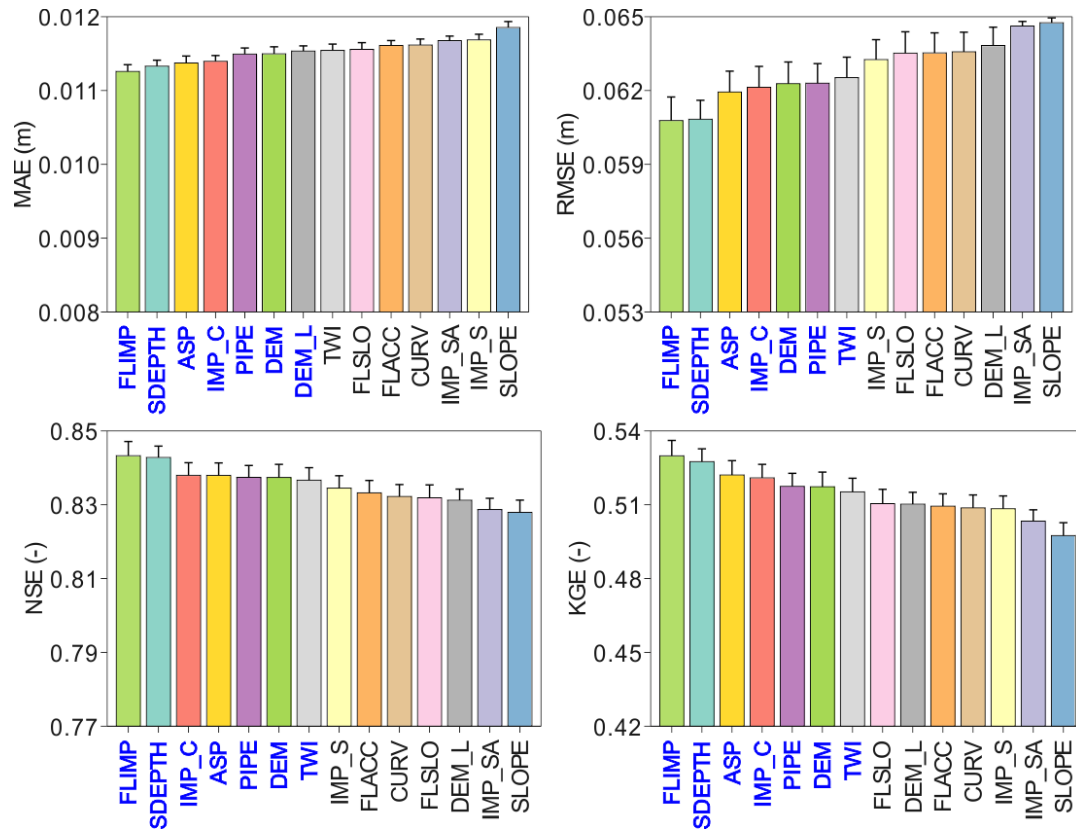 MAE (m)
0.012
0.011
0.010
0.009
0.008
FLIMP
SDEPTH
ASP
IMP_C
PIPE
DEM
DEM_L
TWI
FLSLO
FLACC
CURV
IMP_SA
IMP_S
SLOPE
RMSE (m)
0.065
0.062
0.059
0.056
0.053
FLIMP
SDEPTH
ASP
IMP_C
DEM
PIPE
TWI
IMP_S
FLSLO
FLACC
CURV
DEM_L
IMP_SA
SLOPE
NSE (-)
0.85
0.83
0.81
0.79
0.77
FLIMP
SDEPTH
IMP_C
ASP
PIPE
DEM
TWI
IMP_S
FLACC
CURV
FLSLO
DEM_L
IMP_SA
SLOPE
KGE (-)
0.54
0.51
0.48
0.45
0.42
FLIMP
SDEPTH
ASP
IMP_C
PIPE
DEM
TWI
FLSLO
DEM_L
FLACC
CURV
IMP_S
IMP_SA
SLOPE